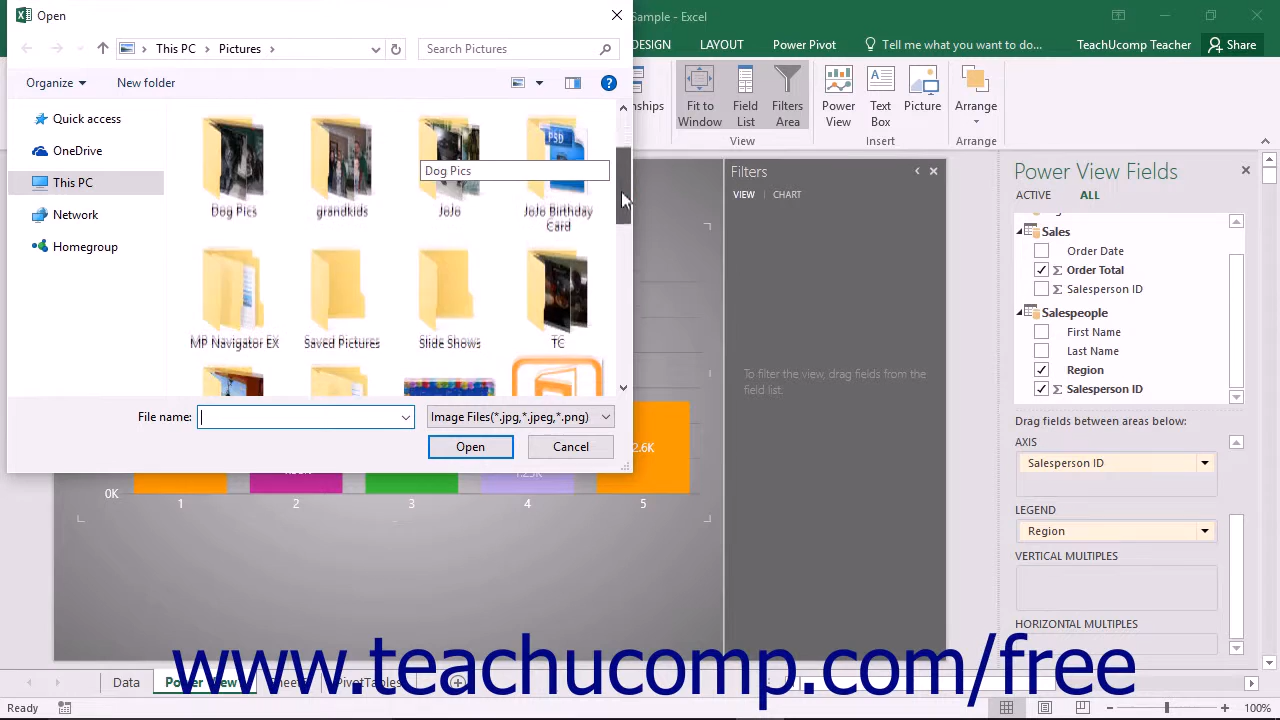 Open
Sample - Excel
DESIGN LAYOUT Power Pivot Tell me what you want to do... TeachUcomp Teacher Share
This PC Pictures
Search Pictures
Organize New folder
Fit to Window
Field List
Filters Area
Power View
Text Box
Picture
Arrange
View Insert Arrange
Quick access
OneDrive
This PC
Network
Homegroup
Dog Pics
Dog Pics
grandkids
JoJo
JoJo Birthday Card
PSD
MP Navigator EX
Saved Pictures
Slide Shows
TC
File name:
Image Files(*.jpg,*.jpeg,*.png)
Open Cancel
2.6K
0K 1 2 3 4 5
Filters
VIEW CHART
To filter the view, drag fields from the
field list.
Power View Fields
ACTIVE ALL
Sales
Order Date
Σ Order Total
Σ Salesperson ID
Salespeople
First Name
Last Name
Region
Σ Salesperson ID
Drag fields between areas below:
AXIS
Salesperson ID
LEGEND
Region
VERTICAL MULTIPLES
HORIZONTAL MULTIPLES
www.teachucomp.com/free
Data Power View PivotTables
Ready 100%